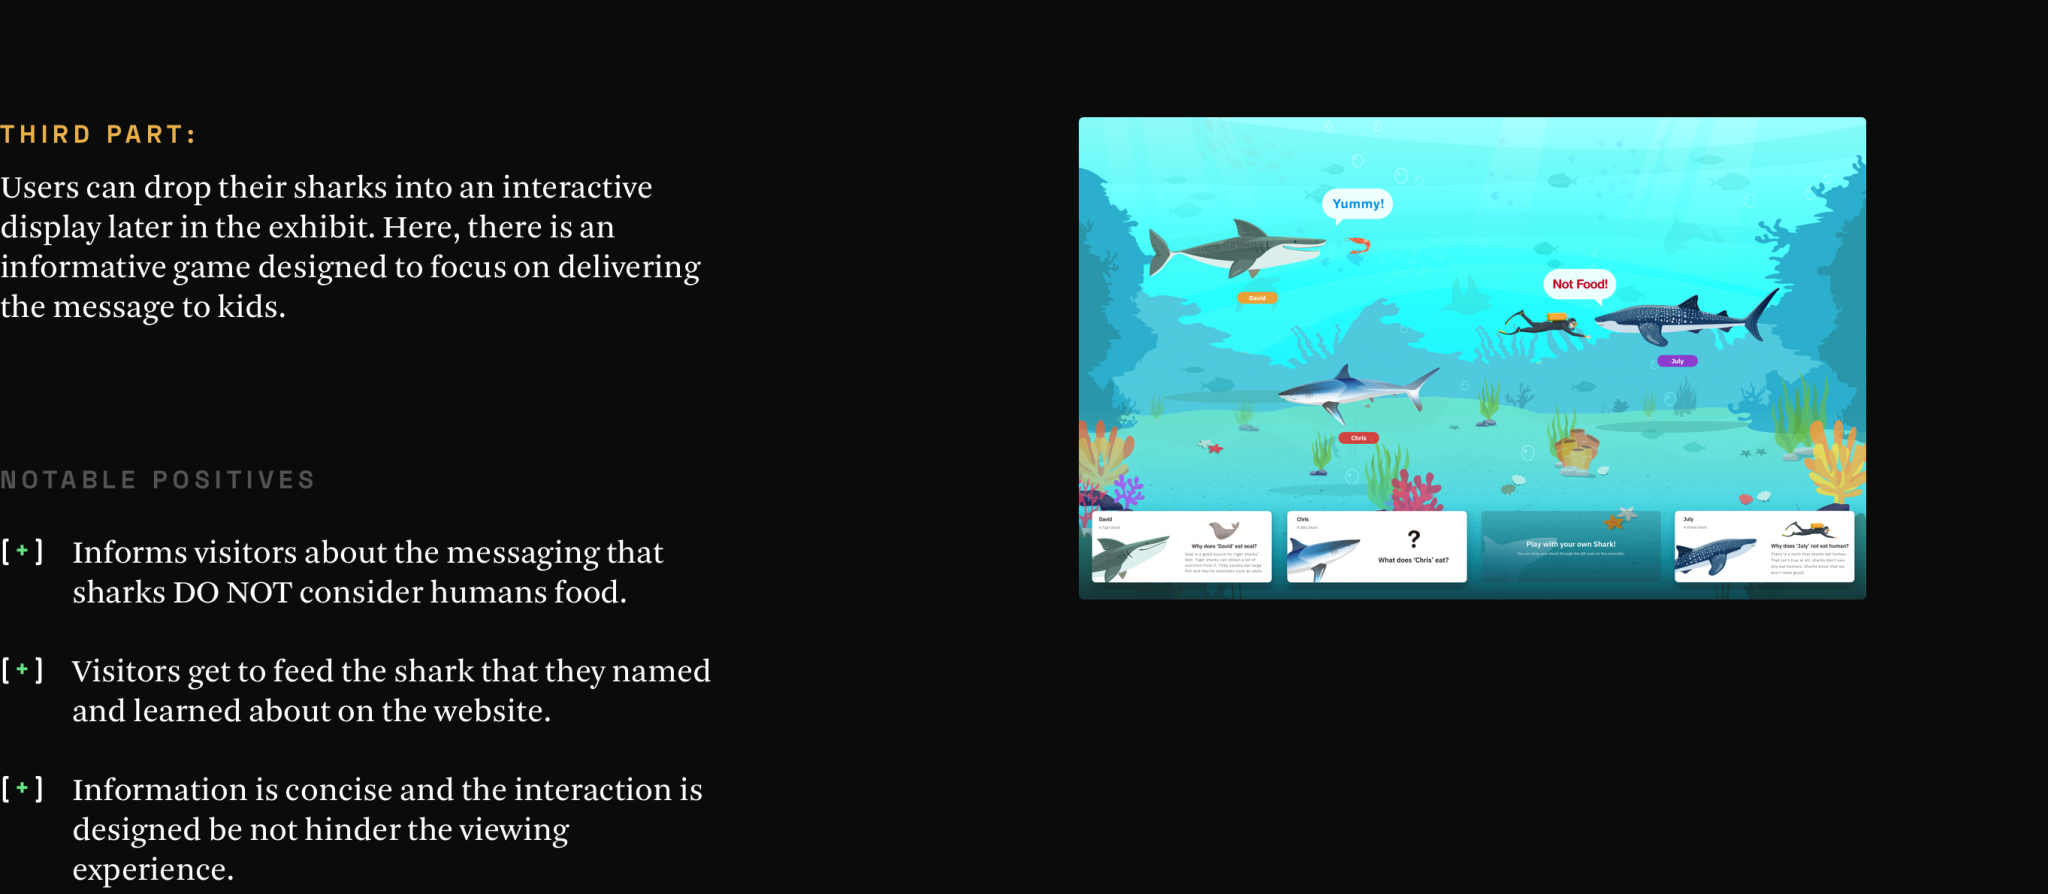 THIRD PART:
Users can drop their sharks into an interactive
display later in the exhibit. Here, there is an
informative game designed to focus on delivering
the message to kids.
NOTABLE POSITIVES
[+] Informs visitors about the messaging that
sharks DO NOT consider humans food.
[+] Visitors get to feed the shark that they named
and learned about on the website.
[+] Information is concise and the interaction is
designed be not hinder the viewing
experience.
Yummy!
David
Not Food!
July
Chris
David
Why does 'David' eat seal?
Chris
?
What does 'Chris' eat?
Play with your own Shark!
July
Why does 'July' not eat human?